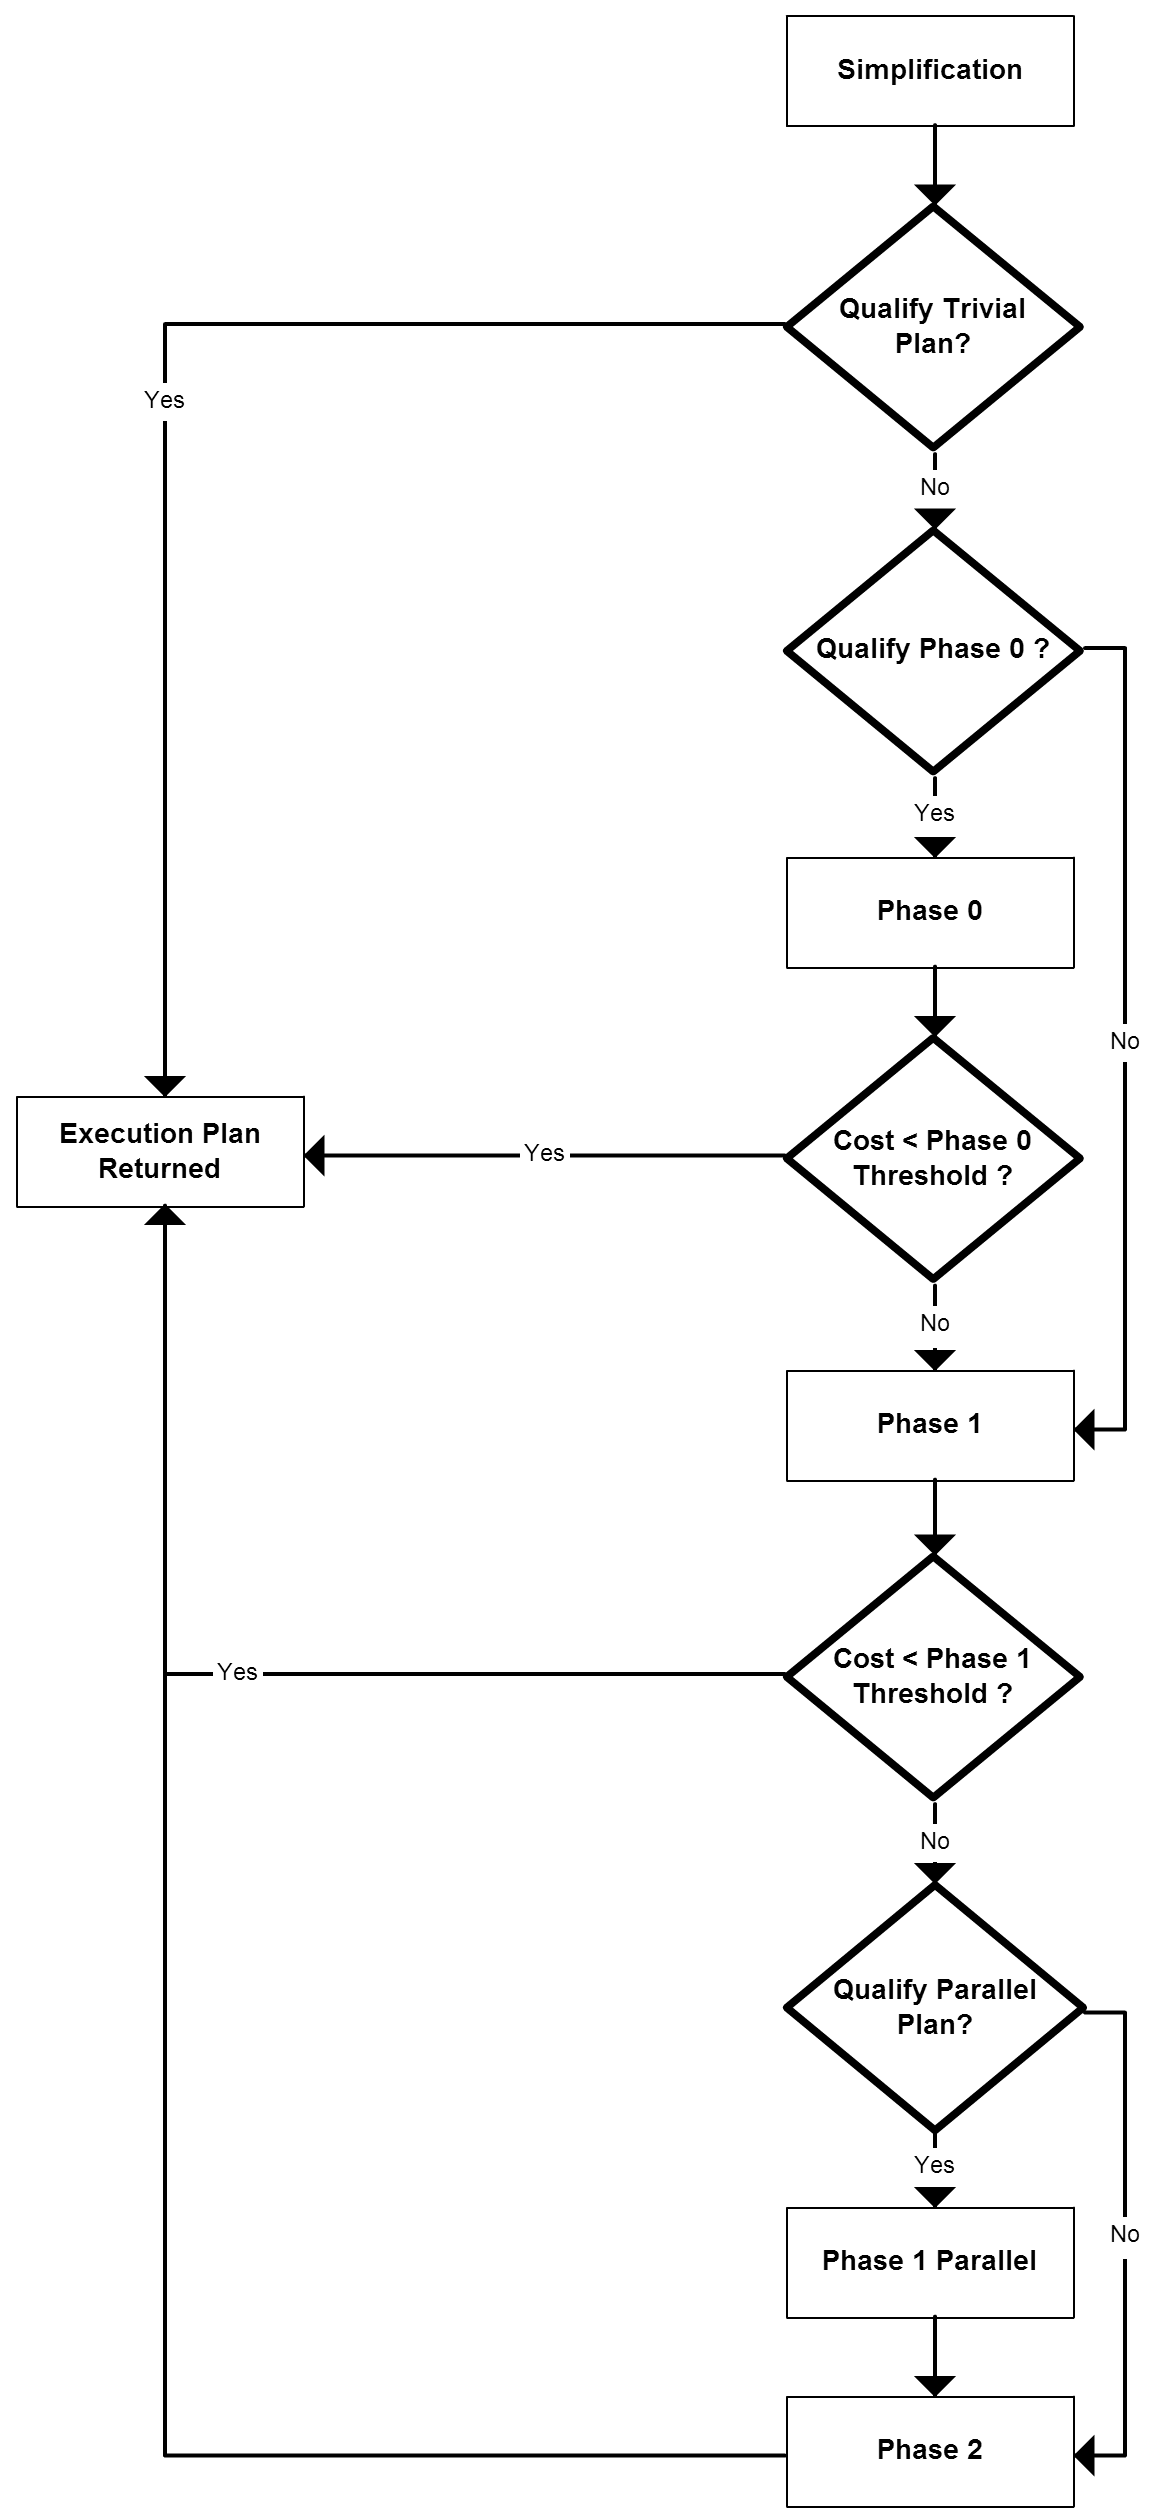 Simplification
Qualify Trivial
Plan?
Yes
No
Qualify Phase 0 ?
Yes
Phase 0
No
Execution Plan
Returned
Yes
Cost < Phase 0
Threshold ?
No
Phase 1
Cost < Phase 1
Threshold ?
Yes
No
Qualify Parallel
Plan?
Yes
No
Phase 1 Parallel
Phase 2